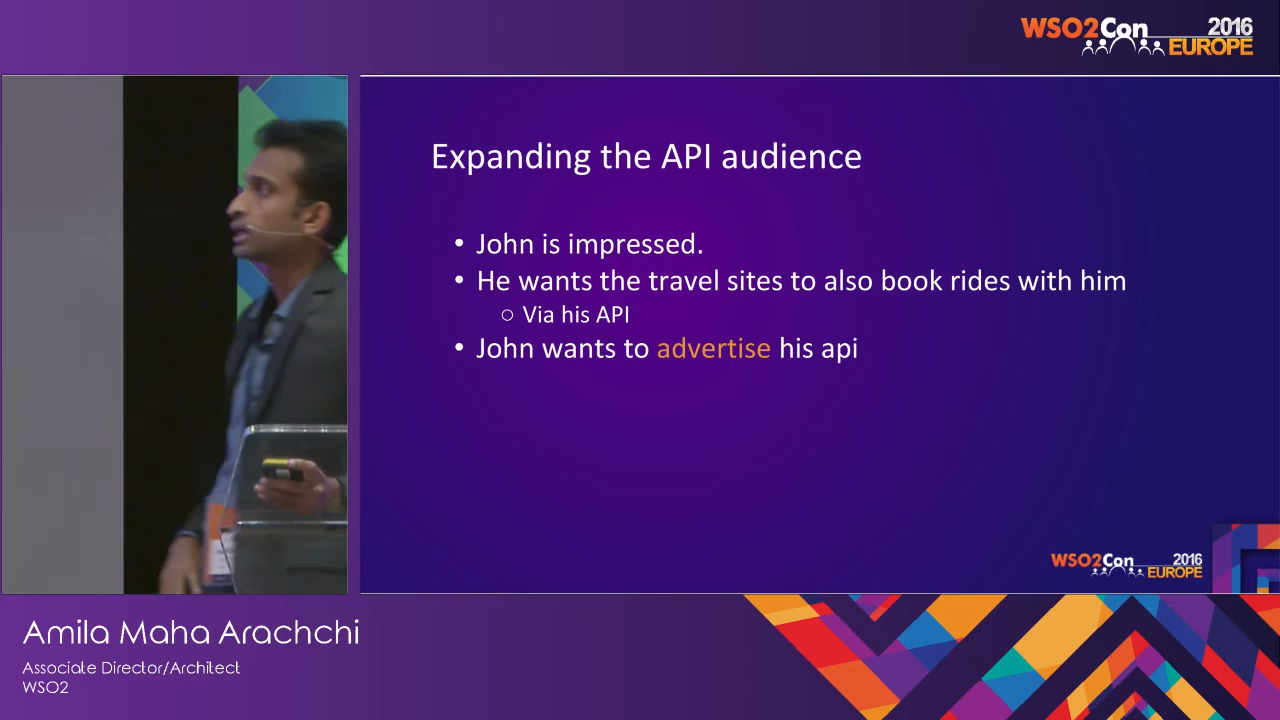 WSO2Con 2016
EUROPE
Expanding the API audience
• John is impressed.
• He wants the travel sites to also book rides with him
○ Via his API
• John wants to advertise his api
WSO2Con 2016
EUROPE
Amila Maha Arachchi
Associate Director/Architect
WSO2